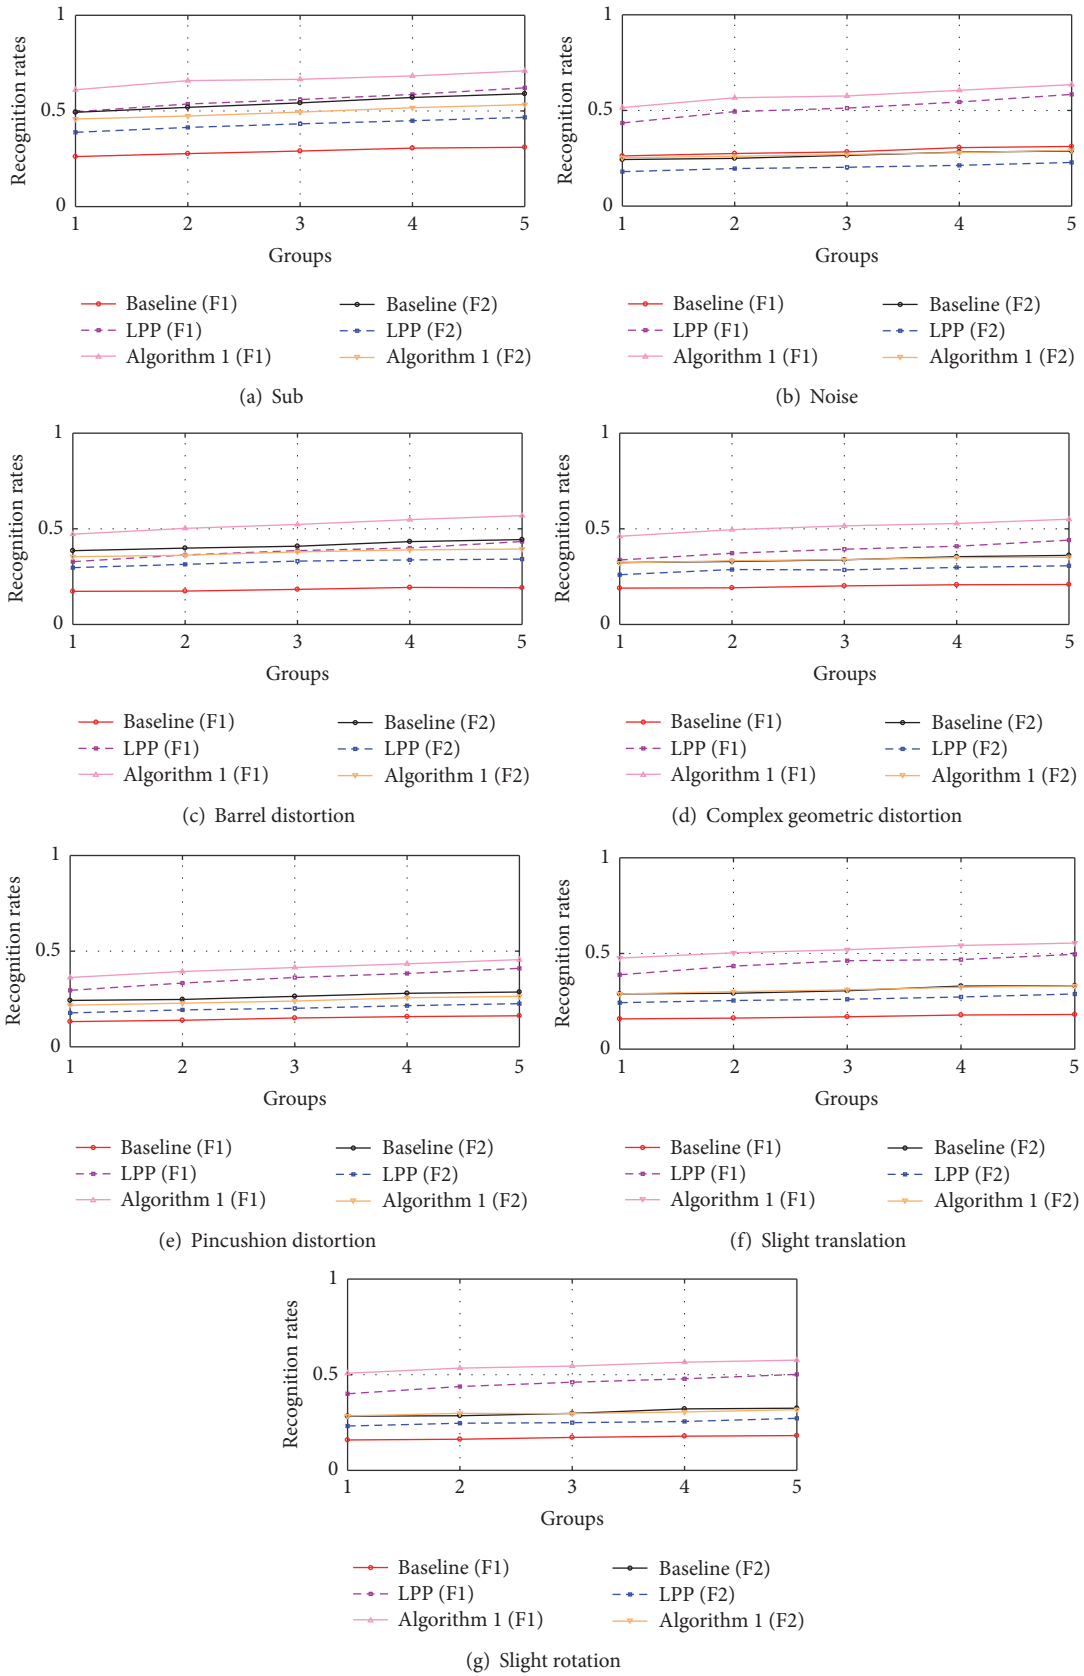 1
0.5
0
Recognition rates
1 2 3 4 5
Groups
Baseline (F1)
LPP (F1)
Algorithm 1 (F1)
Baseline (F2)
LPP (F2)
Algorithm 1 (F2)
(a) Sub
1
0.5
0
Recognition rates
1 2 3 4 5
Groups
Baseline (F1)
LPP (F1)
Algorithm 1 (F1)
Baseline (F2)
LPP (F2)
Algorithm 1 (F2)
(b) Noise
1
0.5
0
Recognition rates
1 2 3 4 5
Groups
Baseline (F1)
LPP (F1)
Algorithm 1 (F1)
Baseline (F2)
LPP (F2)
Algorithm 1 (F2)
(c) Barrel distortion
1
0.5
0
Recognition rates
1 2 3 4 5
Groups
Baseline (F1)
LPP (F1)
Algorithm 1 (F1)
Baseline (F2)
LPP (F2)
Algorithm 1 (F2)
(d) Complex geometric distortion
1
0.5
0
Recognition rates
1 2 3 4 5
Groups
Baseline (F1)
LPP (F1)
Algorithm 1 (F1)
Baseline (F2)
LPP (F2)
Algorithm 1 (F2)
(e) Pincushion distortion
1
0.5
0
Recognition rates
1 2 3 4 5
Groups
Baseline (F1)
LPP (F1)
Algorithm 1 (F1)
Baseline (F2)
LPP (F2)
Algorithm 1 (F2)
(f) Slight translation
1
0.5
0
Recognition rates
1 2 3 4 5
Groups
Baseline (F1)
LPP (F1)
Algorithm 1 (F1)
Baseline (F2)
LPP (F2)
Algorithm 1 (F2)
(g) Slight rotation